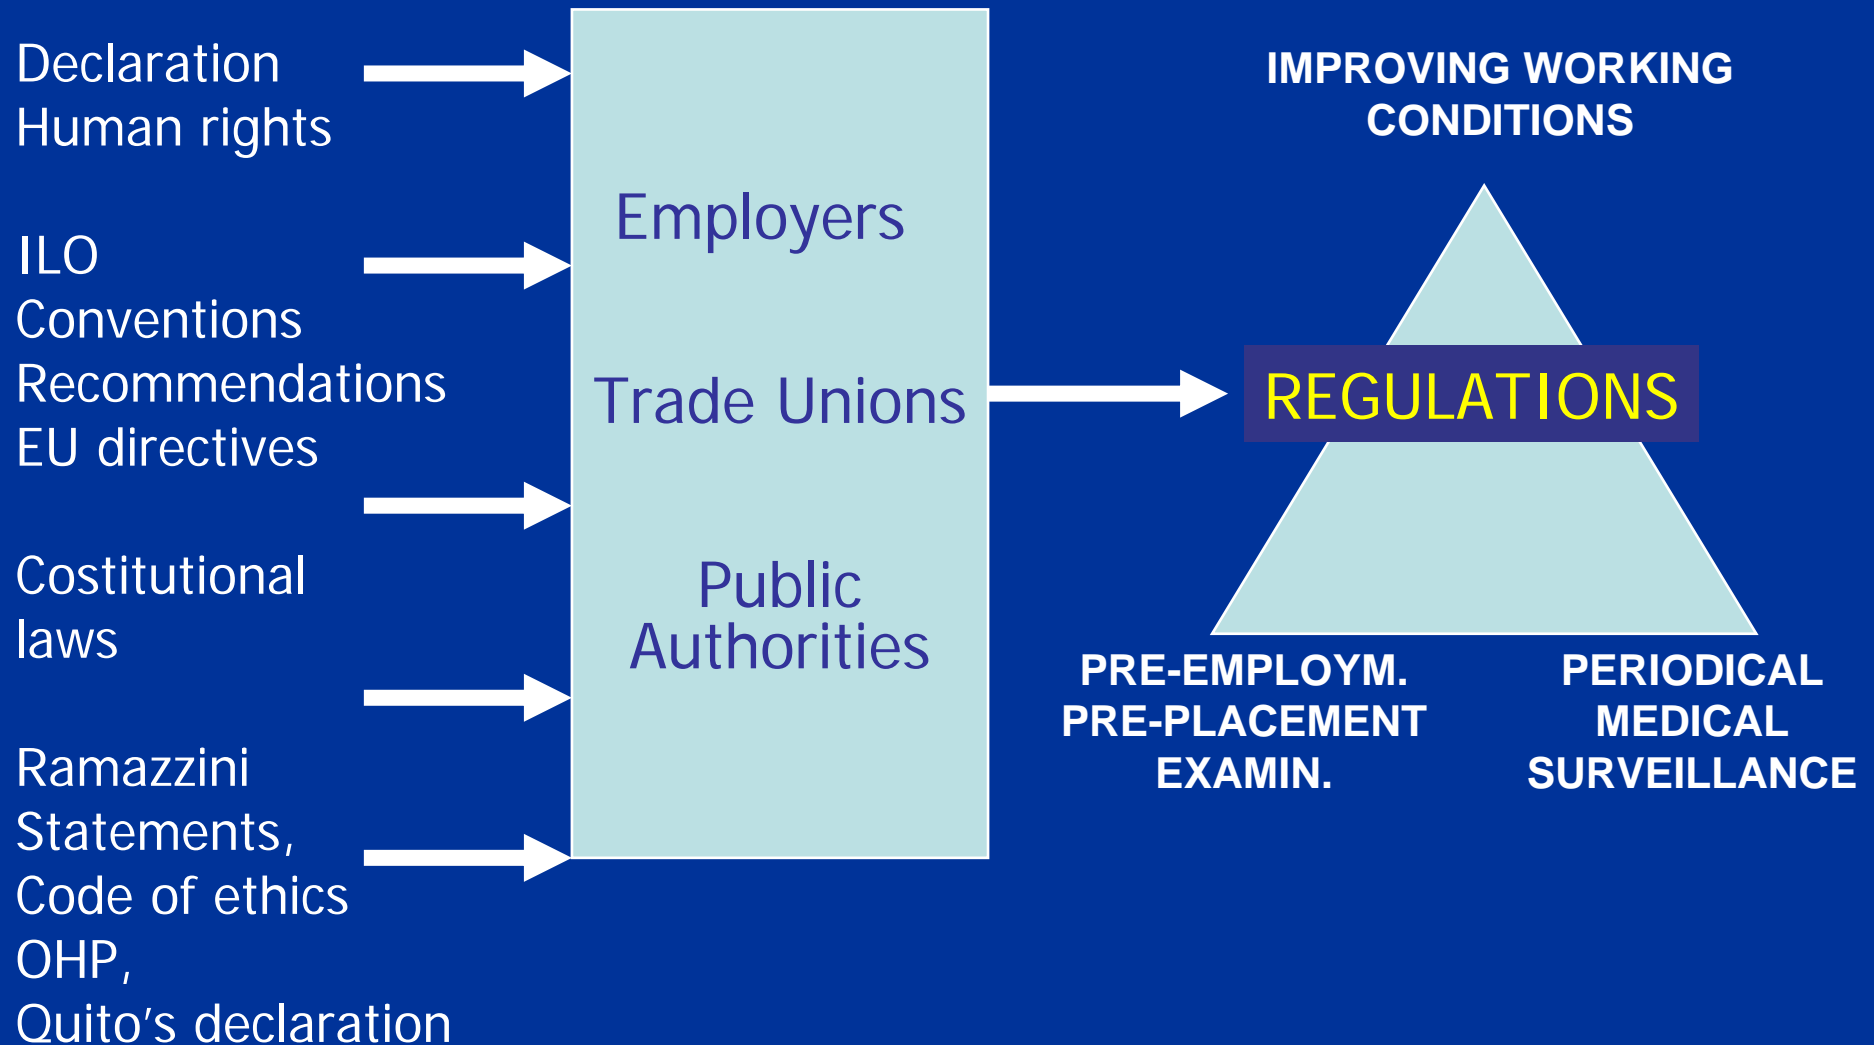 Declaration
Human rights
ILO
Conventions
Recommendations
EU directives
Costitutional
laws
Ramazzini
Statements,
Code of ethics
OHP,
Quito's declaration
Employers
Trade Unions
Public
Authorities
IMPROVING WORKING
CONDITIONS
REGULATIONS
PRE-EMPLOYM.
PRE-PLACEMENT
EXAMIN.
PERIODICAL
MEDICAL
SURVEILLANCE